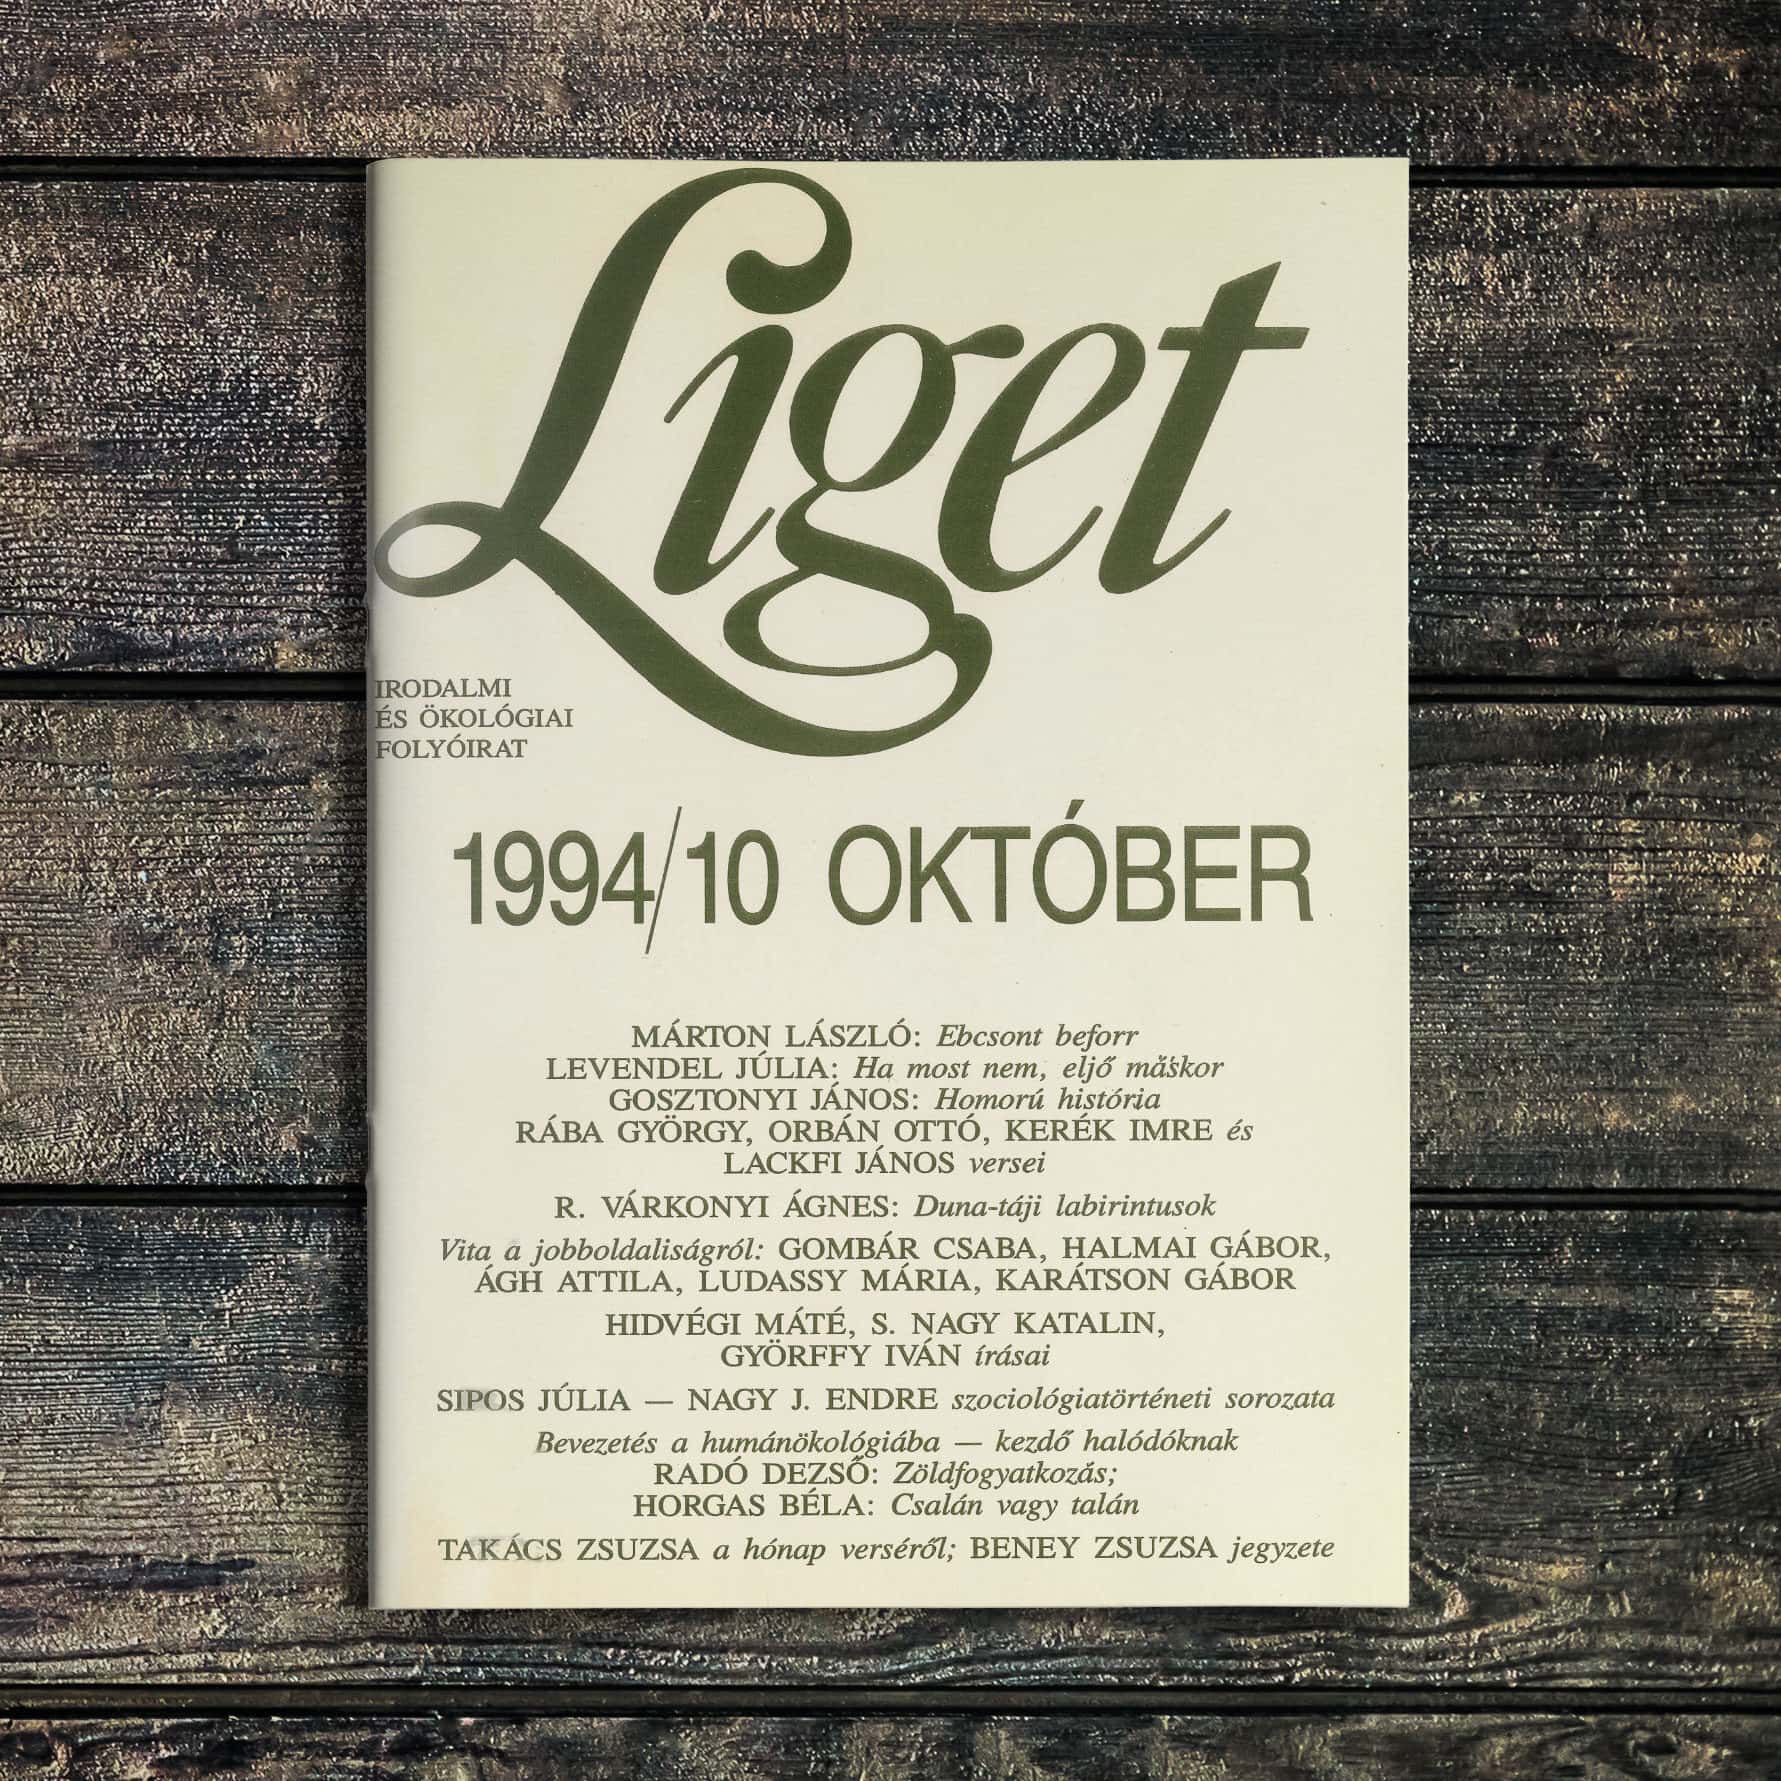 Liget
IRODALMI
ÉS ÖKOLÓGIAI
FOLYÓIRAT
1994/10 OKTÓBER
MÁRTON LÁSZLÓ: Ebcsont beforr
LEVENDEL JÚLIA: Ha most nem, eljő máskor
GOSZTONYI JÁNOS: Homorú história
RÁBA GYÖRGY, ORBÁN OTTÓ, KERÉK IMRE és
LACKFI JÁNOS versei
R. VÁRKONYI ÁGNES: Duna-táji labirintusok
Vita a jobboldaliságról: GOMBÁR CSABA, HALMAI GÁBOR,
ÁGH ATTILA, LUDASSY MÁRIA, KARÁTSON GÁBOR
HIDVÉGI MÁTÉ, S. NAGY KATALIN,
GYÖRFFY IVÁN írásai
SIPOS JÚLIA — NAGY J. ENDRE szociológiatörténeti sorozata
Bevezetés a humánökológiába — kezdő halódóknak
RADÓ DEZSŐ: Zöldfogyatkozás;
HORGAS BÉLA: Csalán vagy talán
TAKÁCS ZSUZSA a hónap verséről; BENEY ZSUZSA jegyzete